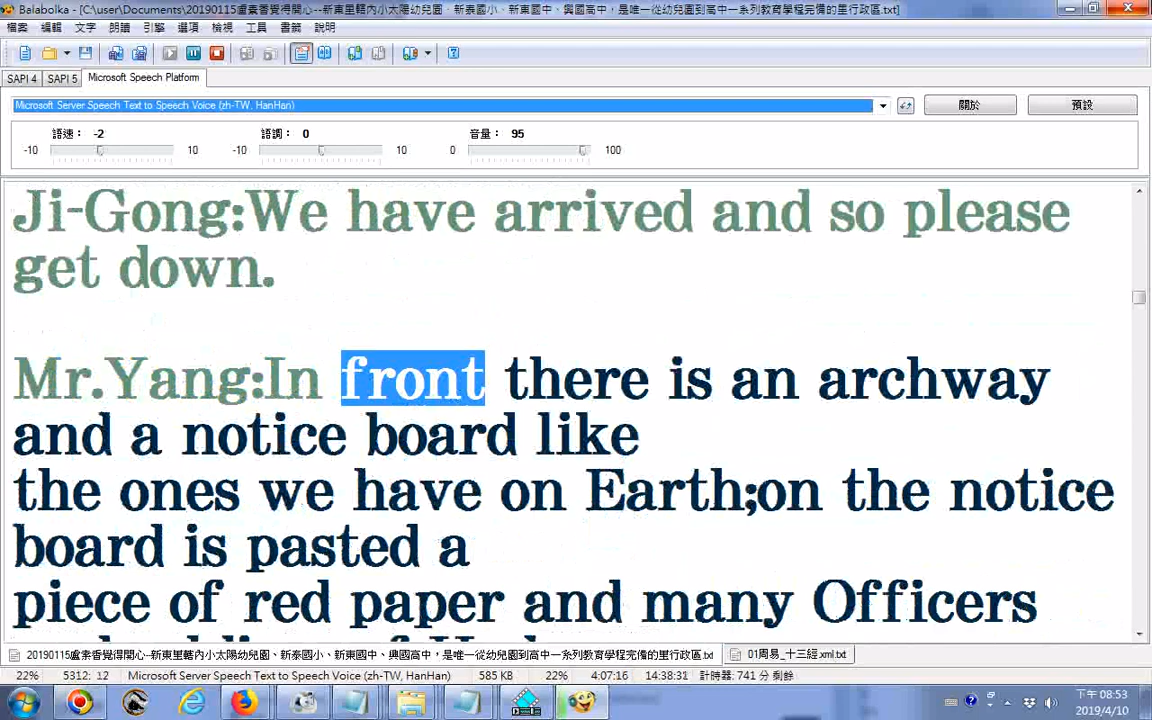 Balabolka - [C:\user\Documents\20190115盧素香覺得開心--新東里轄內小太陽幼兒園、新泰國小、新東國中、興國高中，是唯一從幼兒園到高中一系列教育學程完備的里行政區.txt]
檔案 編輯 文字 朗讀 引擎 選項 檢視 工具 書籤 說明
SAPI 4 SAPI 5 Microsoft Speech Platform
Microsoft Server Speech Text to Speech Voice (zh-TW, HanHan) 關於 預設
語速： -2 語調： 0 音量： 95
-10 10 -10 10 0 100
Ji-Gong:We have arrived and so please
get down.
Mr.Yang:In front there is an archway
and a notice board like
the ones we have on Earth;on the notice
board is pasted a
piece of red paper and many Officers
20190115盧素香覺得開心--新東里轄內小太陽幼兒園、新泰國小、新東國中、興國高中，是唯一從幼兒園到高中一系列教育學程完備的里行政區.txt 01周易_十三經.xml.txt
22% 5312: 12 Microsoft Server Speech Text to Speech Voice (zh-TW, HanHan) 585 KB 22% 4:07:16 14:38:31 計時器: 741 分 剩餘
下午 08:53
2019/4/10